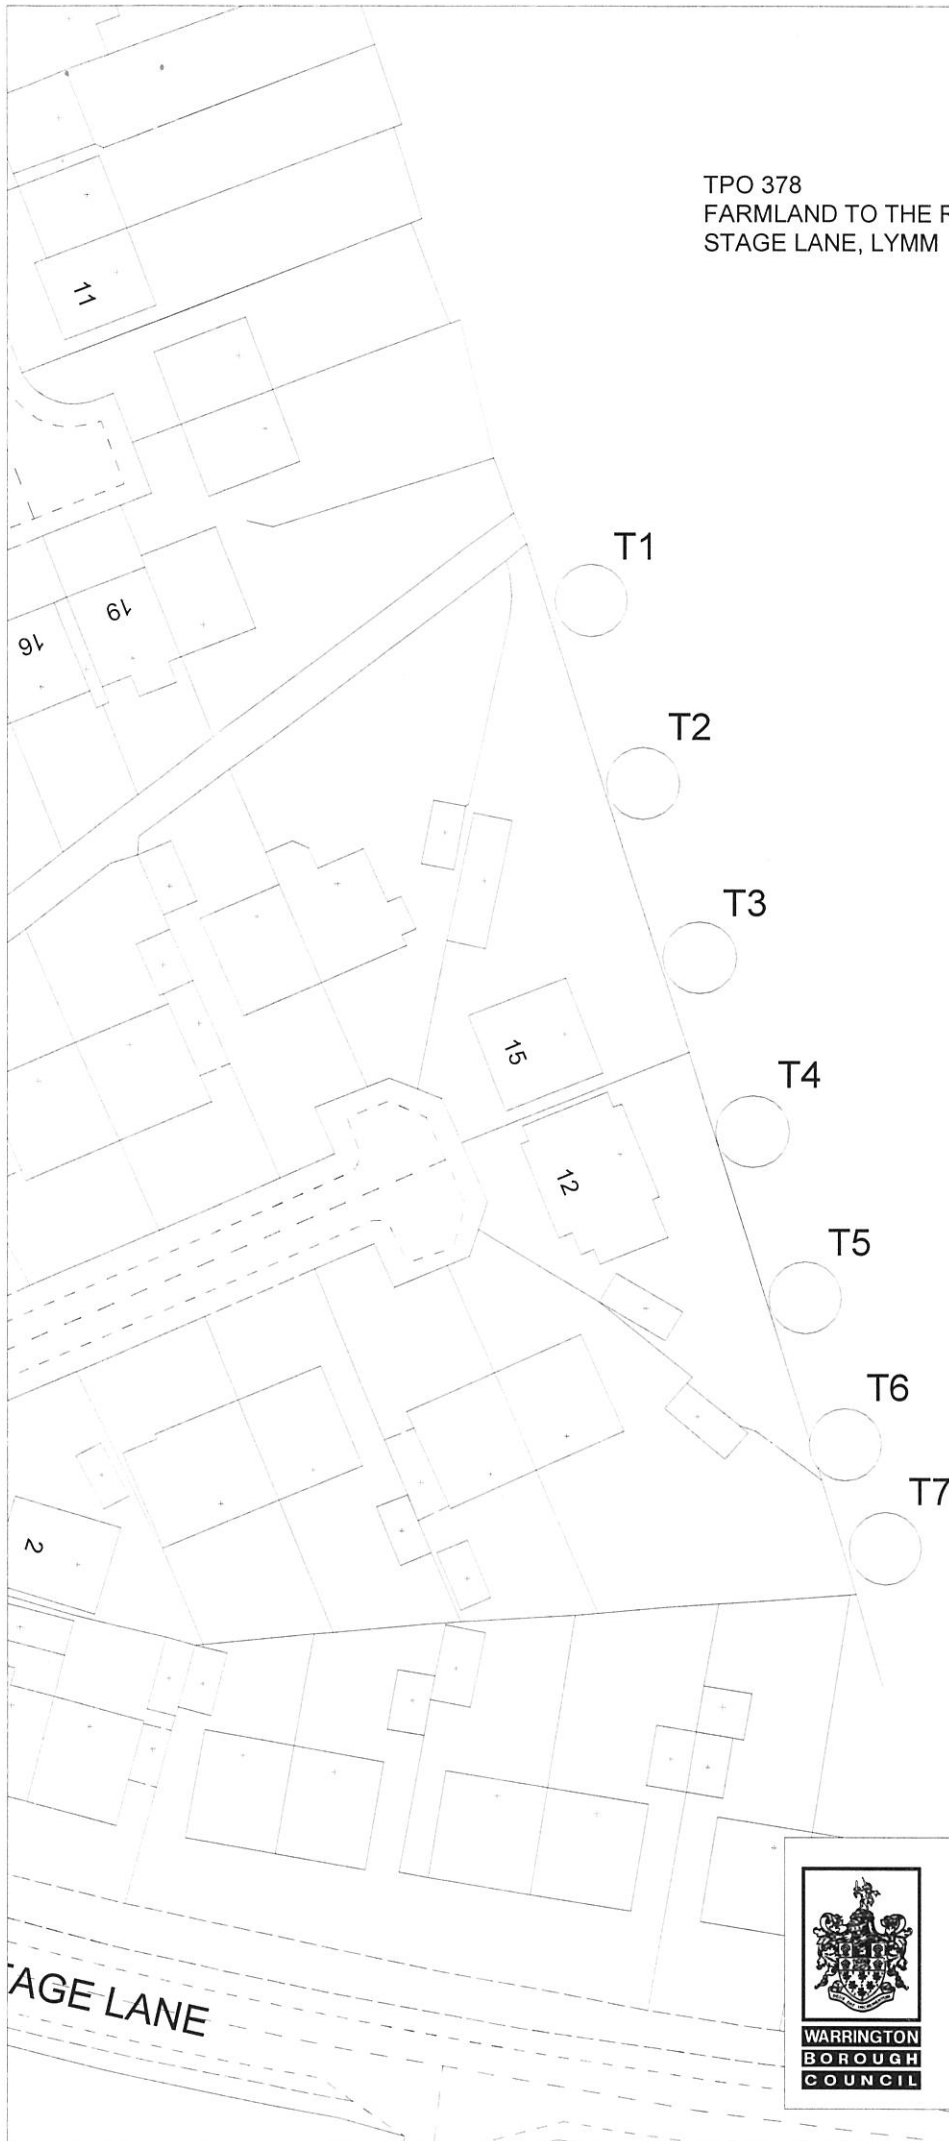 TPO 378
FARMLAND TO THE R
STAGE LANE, LYMM
11
T1
19
16
T2
T3
15
T4
12
T5
T6
T7
2
TAGE LANE
WARRINGTON
BOROUGH
COUNCIL